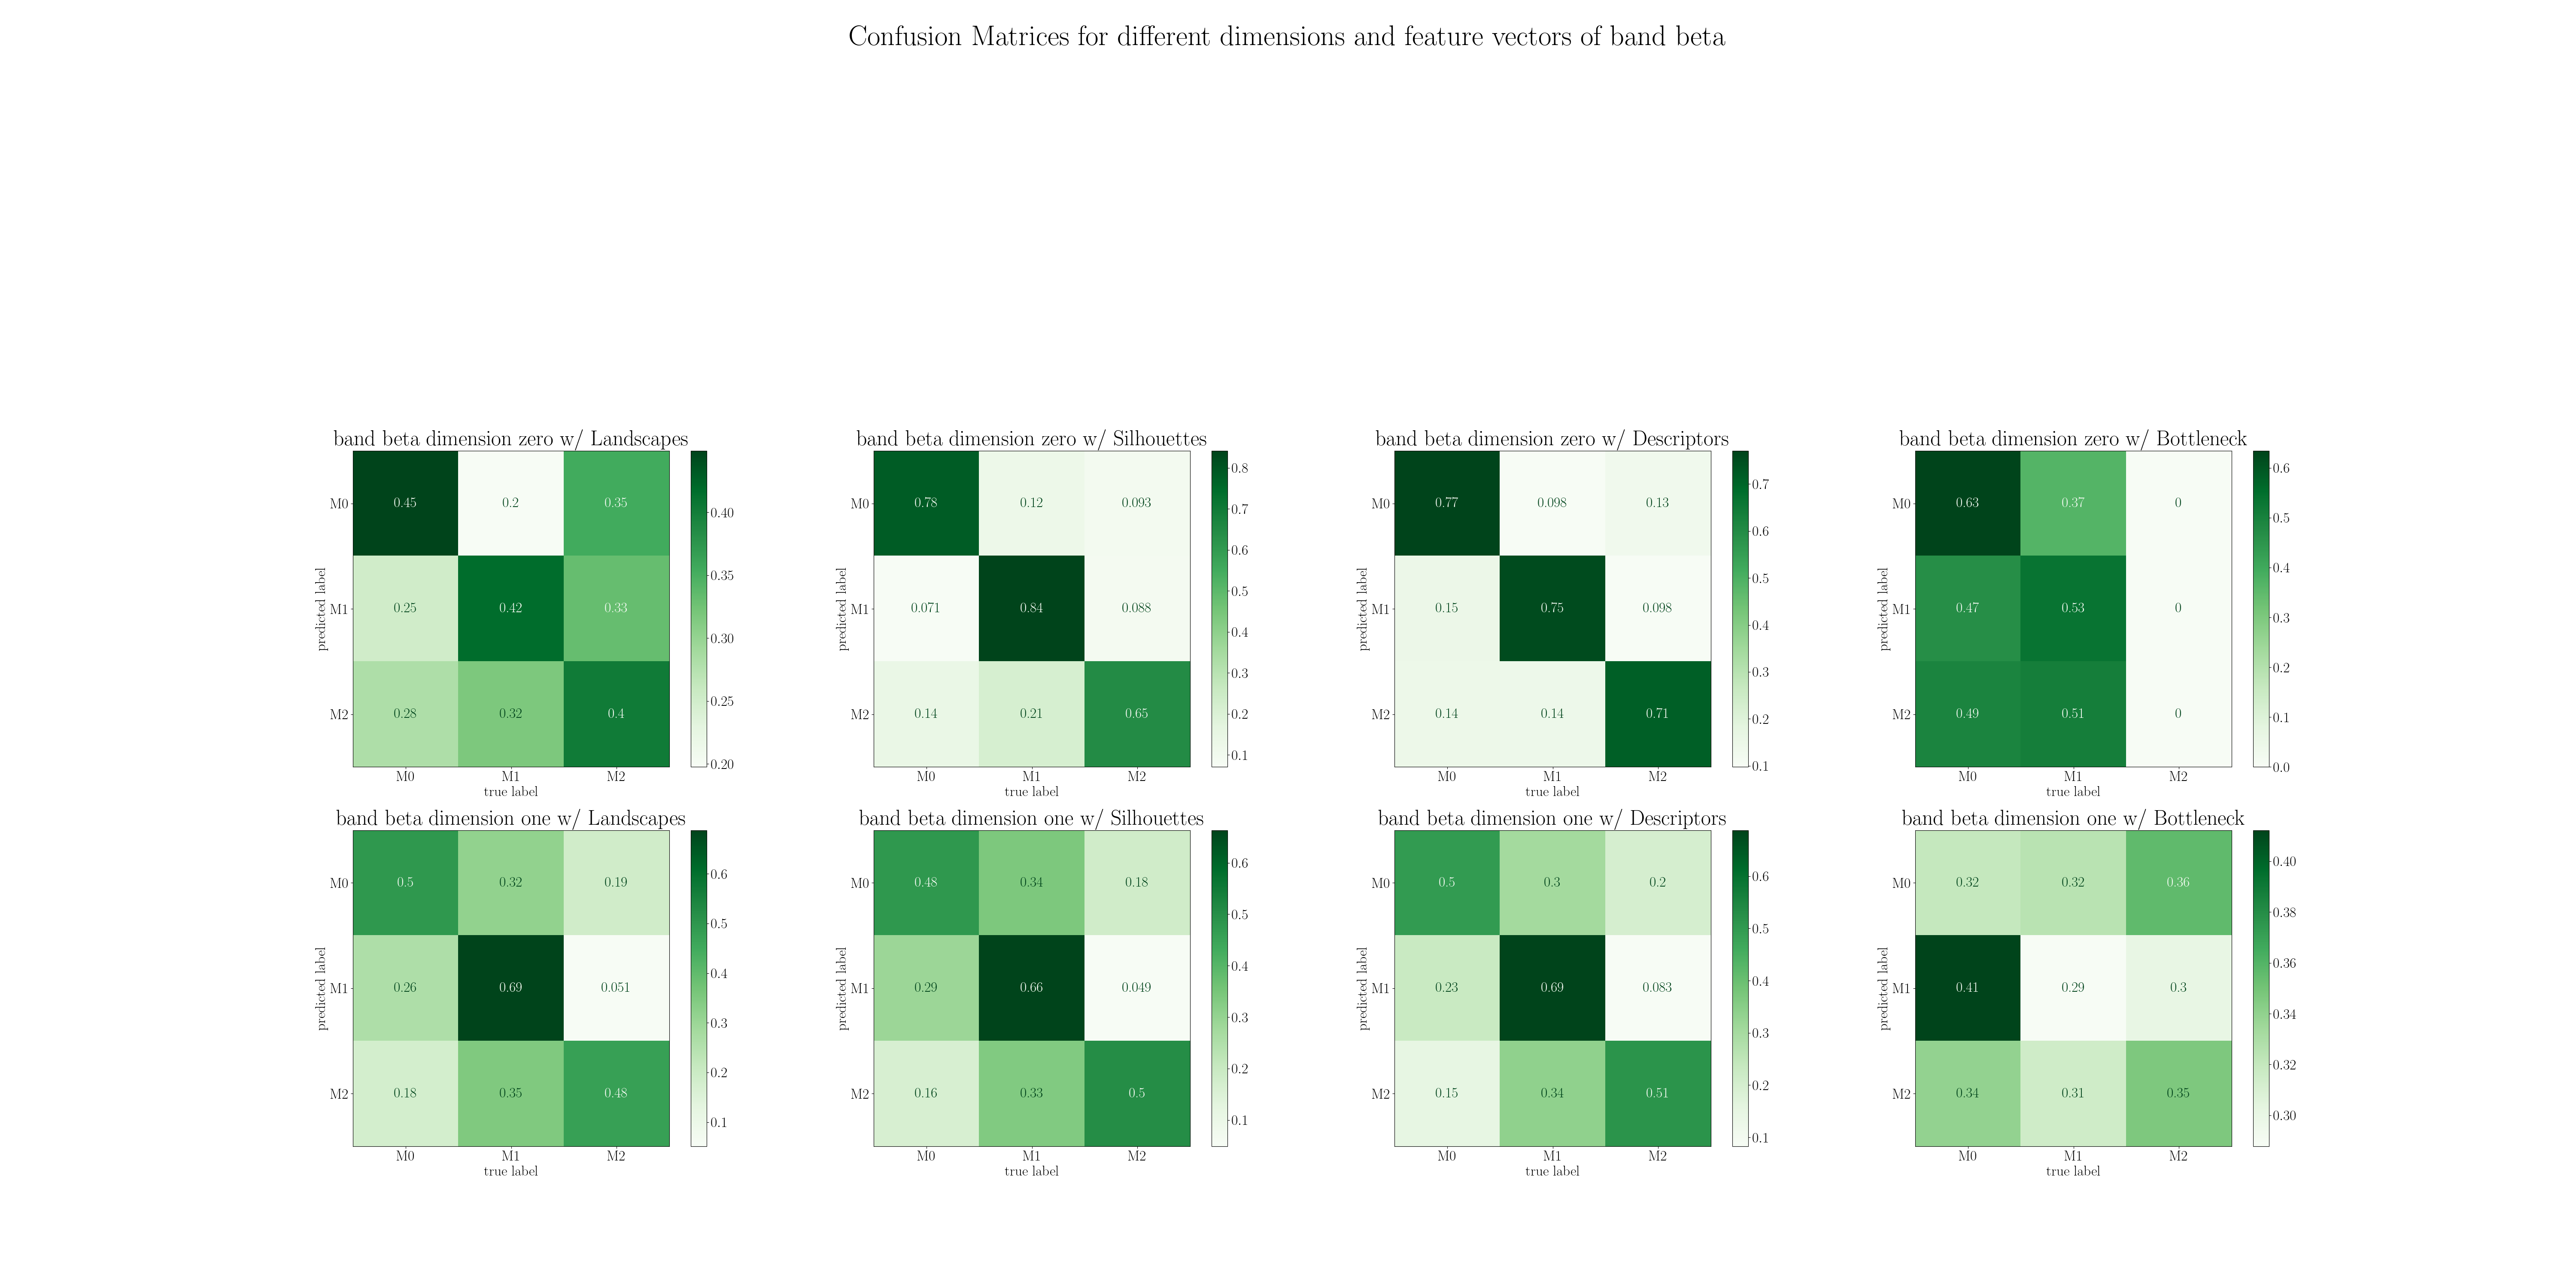 Confusion Matrices for different dimensions and feature vectors of band beta
band beta dimension zero w/ Landscapes
M0 0.45 0.2 0.35
M1 0.25 0.42 0.33
M2 0.28 0.32 0.4
M0 M1 M2
true label
predicted label
0.40
0.35
0.30
0.25
0.20
band beta dimension zero w/ Silhouettes
M0 0.78 0.12 0.093
M1 0.071 0.84 0.088
M2 0.14 0.21 0.65
M0 M1 M2
true label
predicted label
0.8
0.7
0.6
0.5
0.4
0.3
0.2
0.1
band beta dimension zero w/ Descriptors
M0 0.77 0.098 0.13
M1 0.15 0.75 0.098
M2 0.14 0.14 0.71
M0 M1 M2
true label
predicted label
0.7
0.6
0.5
0.4
0.3
0.2
0.1
band beta dimension zero w/ Bottleneck
M0 0.63 0.37 0
M1 0.47 0.53 0
M2 0.49 0.51 0
M0 M1 M2
true label
predicted label
0.6
0.5
0.4
0.3
0.2
0.1
0.0
band beta dimension one w/ Landscapes
M0 0.5 0.32 0.19
M1 0.26 0.69 0.051
M2 0.18 0.35 0.48
M0 M1 M2
true label
predicted label
0.6
0.5
0.4
0.3
0.2
0.1
band beta dimension one w/ Silhouettes
M0 0.48 0.34 0.18
M1 0.29 0.66 0.049
M2 0.16 0.33 0.5
M0 M1 M2
true label
predicted label
0.6
0.5
0.4
0.3
0.2
0.1
band beta dimension one w/ Descriptors
M0 0.5 0.3 0.2
M1 0.23 0.69 0.083
M2 0.15 0.34 0.51
M0 M1 M2
true label
predicted label
0.6
0.5
0.4
0.3
0.2
0.1
band beta dimension one w/ Bottleneck
M0 0.32 0.32 0.36
M1 0.41 0.29 0.3
M2 0.34 0.31 0.35
M0 M1 M2
true label
predicted label
0.40
0.38
0.36
0.34
0.32
0.30